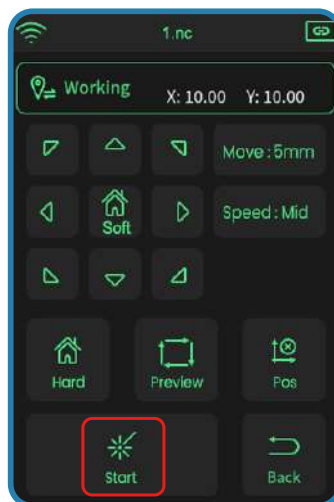 1.nc
Working X: 10.00 Y: 10.00
Move : 5mm
Soft
Speed : Mid
Hard Preview Pos
Start Back